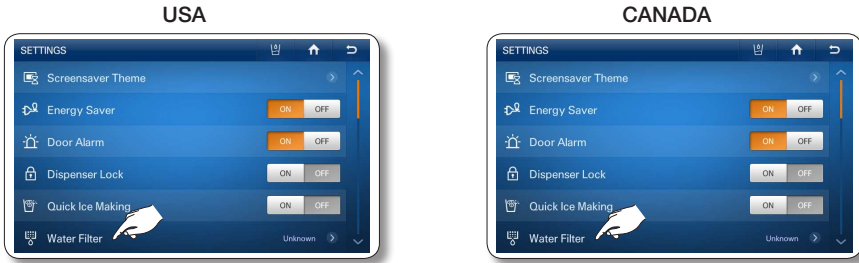 USA
SETTINGS
Screensaver Theme
Energy Saver ON OFF
Door Alarm ON OFF
Dispenser Lock ON OFF
Quick Ice Making ON OFF
Water Filter Unknown
CANADA
SETTINGS
Screensaver Theme
Energy Saver ON OFF
Door Alarm ON OFF
Dispenser Lock ON OFF
Quick Ice Making ON OFF
Water Filter Unknown